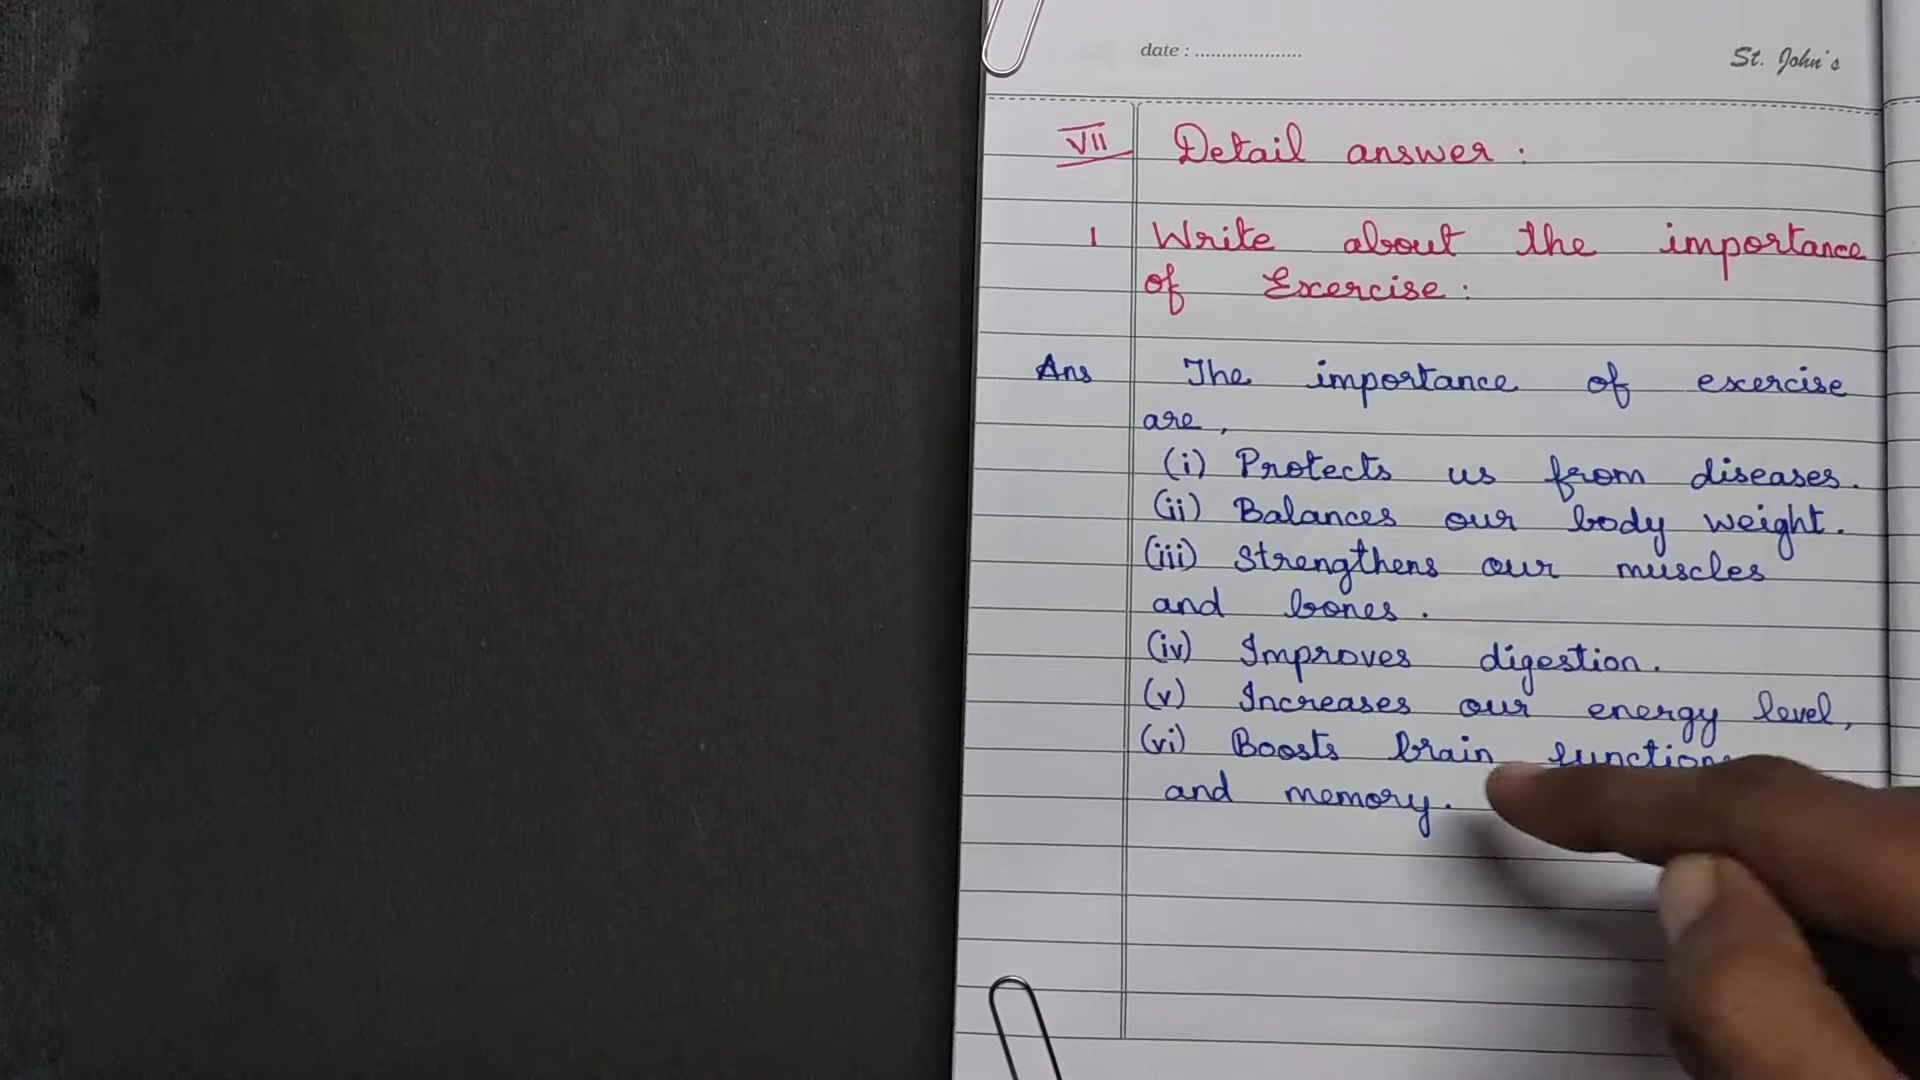 date : ....................
St. John's
VII Detail answer :
1 Write about the importance
of Exercise :
Ans The importance of exercise
are,
(i) Protects us from diseases.
(ii) Balances our body weight.
(iii) Strengthens our muscles
and bones.
(iv) Improves digestion.
(v) Increases our energy level,
(vi) Boosts brain
and memory.